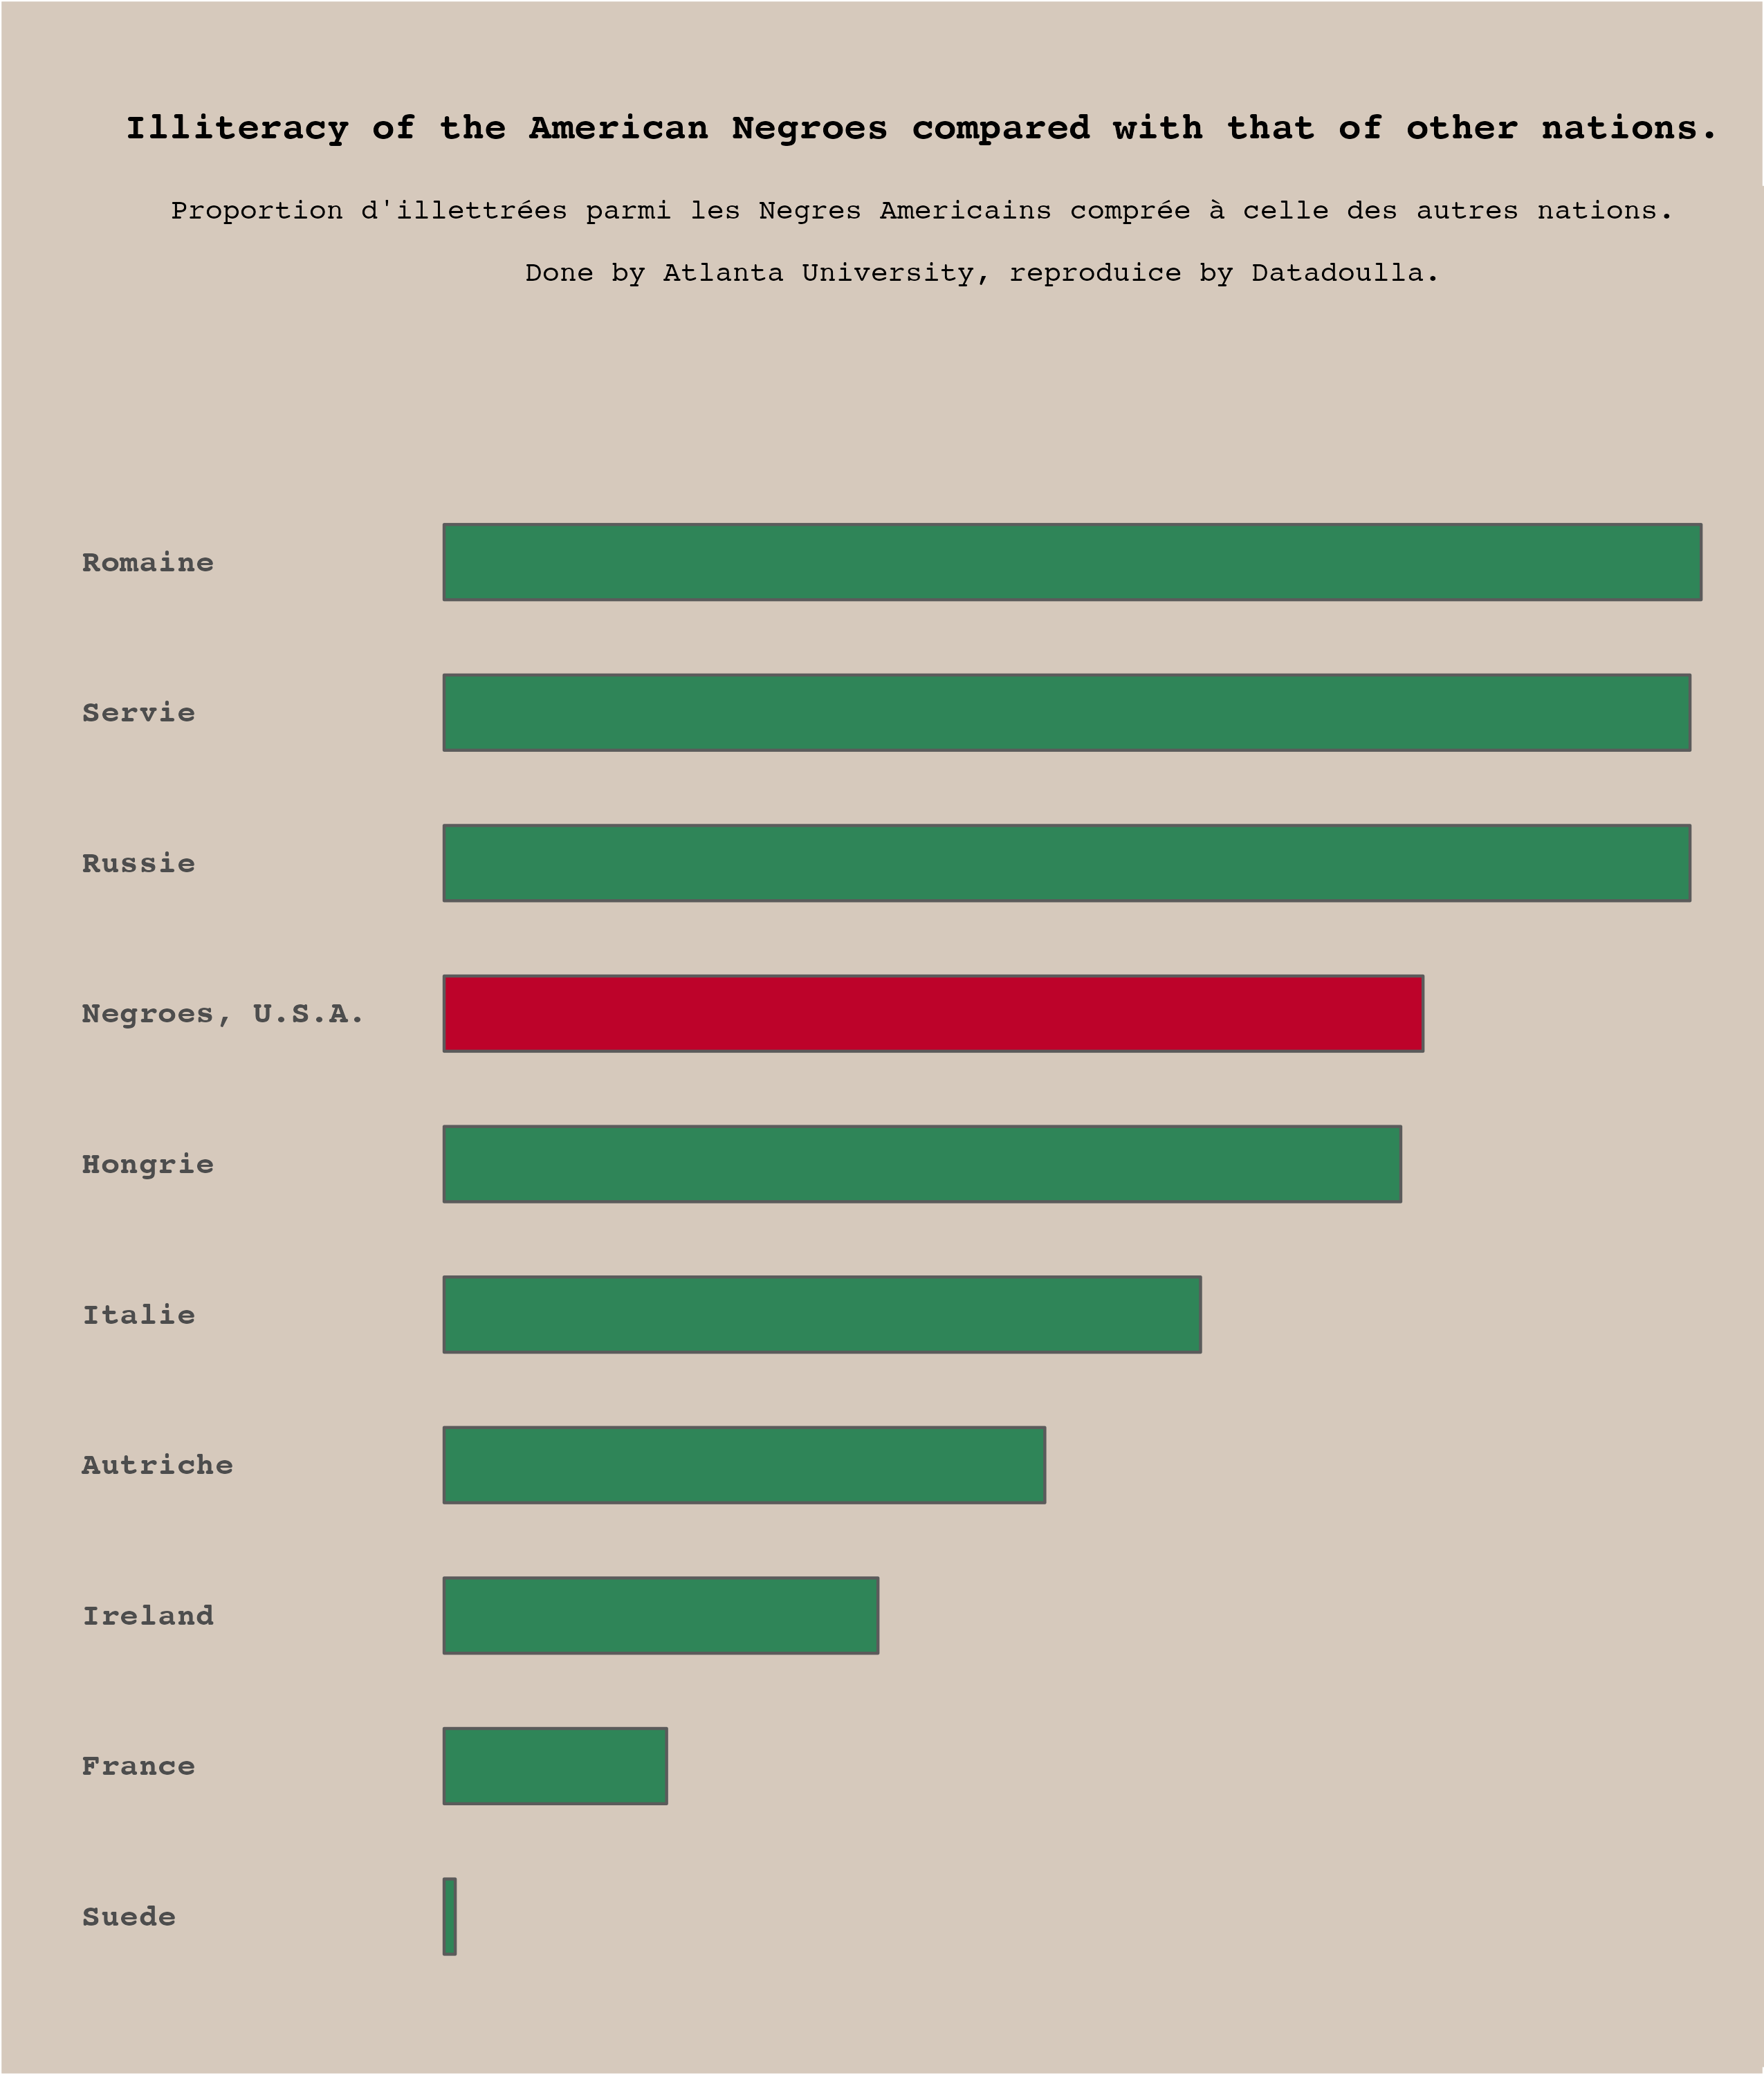 Illiteracy of the American Negroes compared with that of other nations.
Proportion d'illettrées parmi les Negres Americains comprée à celle des autres nations.
Done by Atlanta University, reproduice by Datadoulla.
Romaine
Servie
Russie
Negroes, U.S.A.
Hongrie
Italie
Autriche
Ireland
France
Suede